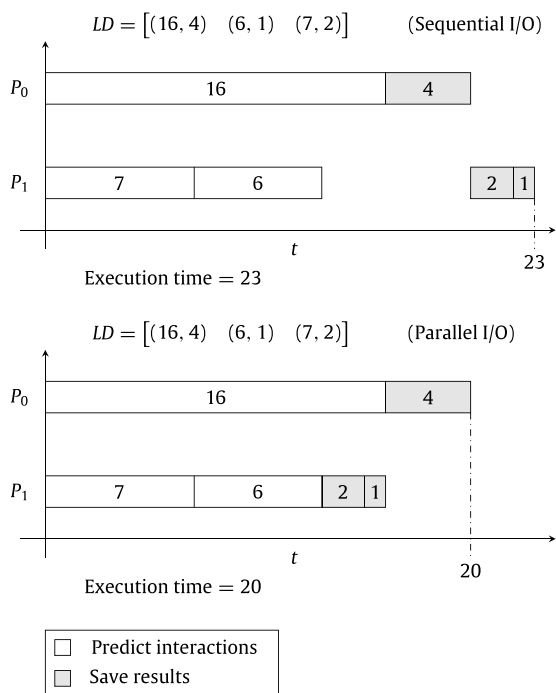 LD = [(16, 4) (6, 1) (7, 2)] (Sequential I/O)
P0
16 4
P1
7 6 2 1
t
23
Execution time = 23
LD = [(16, 4) (6, 1) (7, 2)] (Parallel I/O)
P0
16 4
P1
7 6 2 1
t
20
Execution time = 20
Predict interactions
Save results